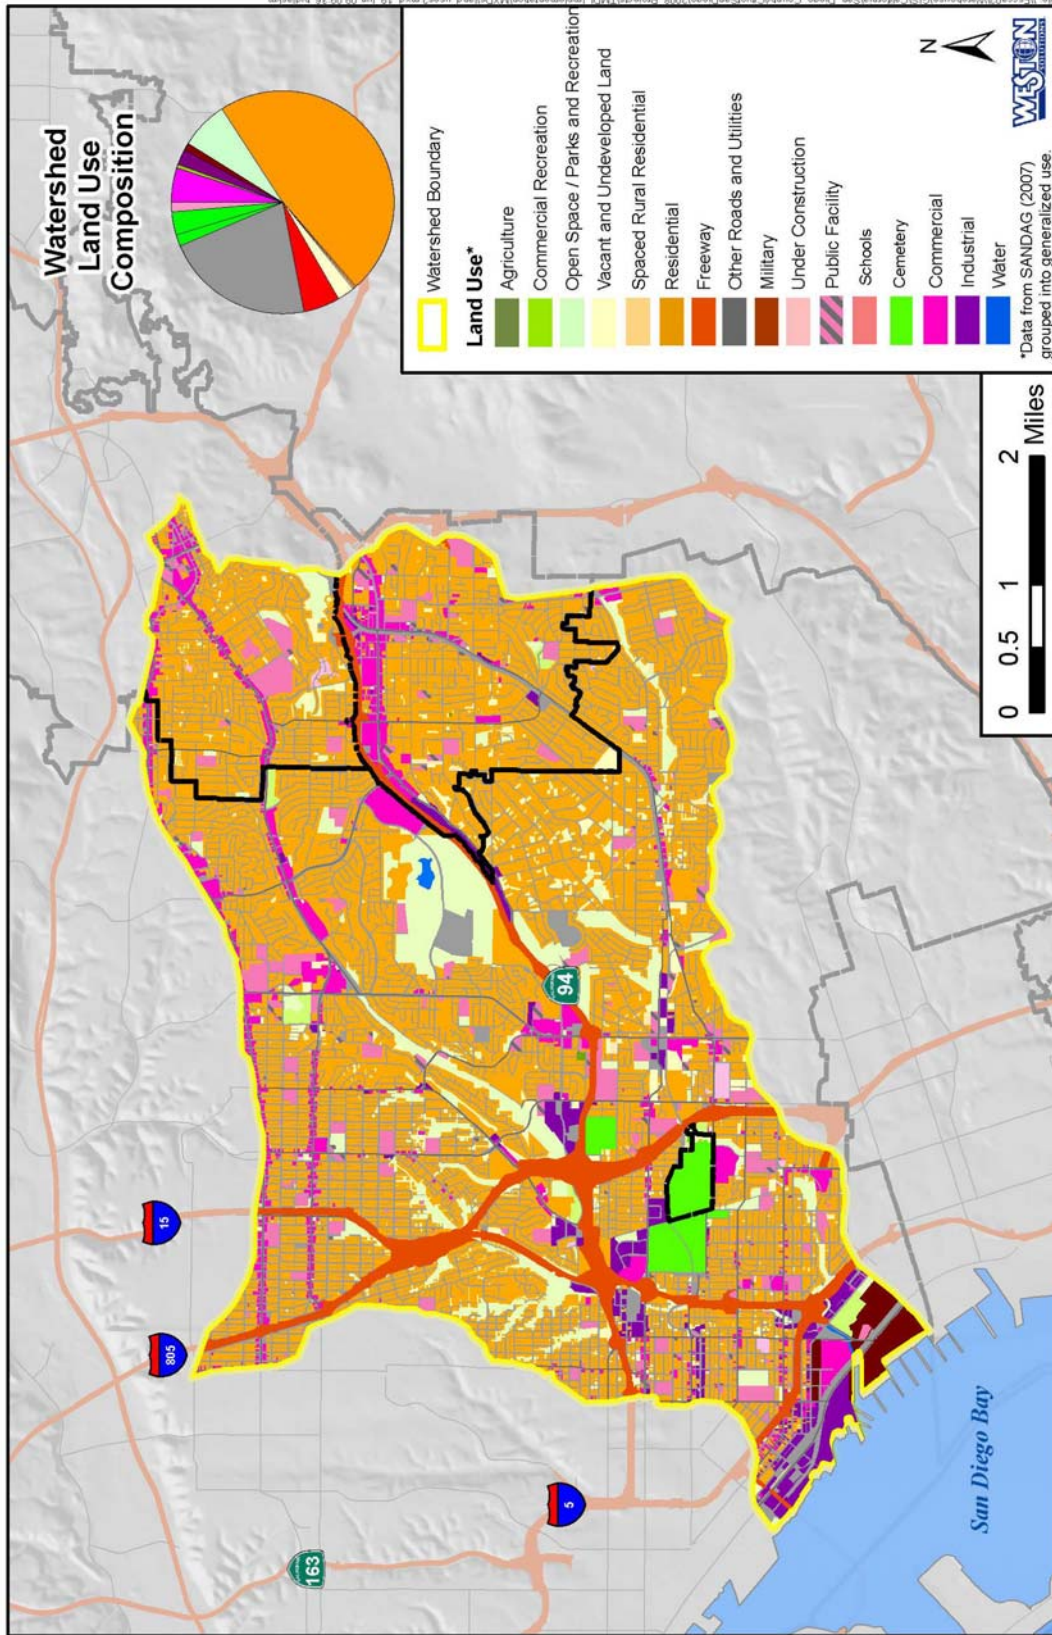 Watershed
Land Use
Composition
Watershed Boundary
Land Use*
Agriculture
Commercial Recreation
Open Space / Parks and Recreation
Vacant and Undeveloped Land
Spaced Rural Residential
Residential
Freeway
Other Roads and Utilities
Military
Under Construction
Public Facility
Schools
Cemetery
Commercial
Industrial
Water
*Data from SANDAG (2007)
grouped into generalized use.
N
WESTON
SOLUTIONS
0 0.5 1 2
Miles
15
805
5
163
94
San Diego Bay